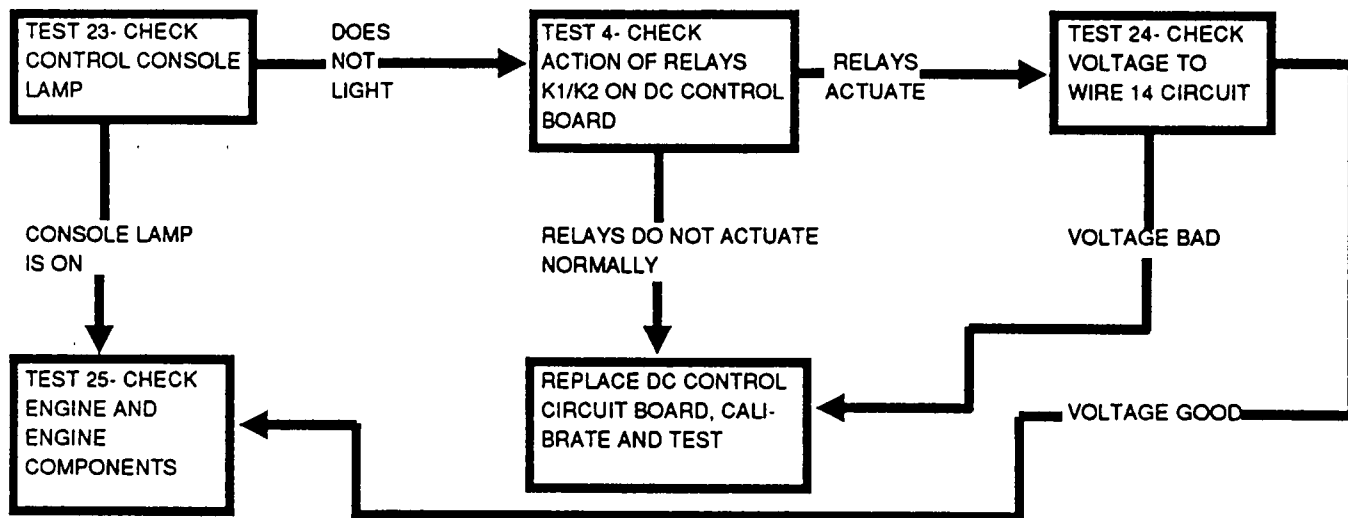 TEST 23- CHECK
CONTROL CONSOLE
LAMP
DOES
NOT
LIGHT
TEST 4- CHECK
ACTION OF RELAYS
K1/K2 ON DC CONTROL
BOARD
RELAYS
ACTUATE
TEST 24- CHECK
VOLTAGE TO
WIRE 14 CIRCUIT
CONSOLE LAMP
IS ON
RELAYS DO NOT ACTUATE
NORMALLY
VOLTAGE BAD
TEST 25- CHECK
ENGINE AND
ENGINE
COMPONENTS
REPLACE DC CONTROL
CIRCUIT BOARD, CALI-
BRATE AND TEST
VOLTAGE GOOD